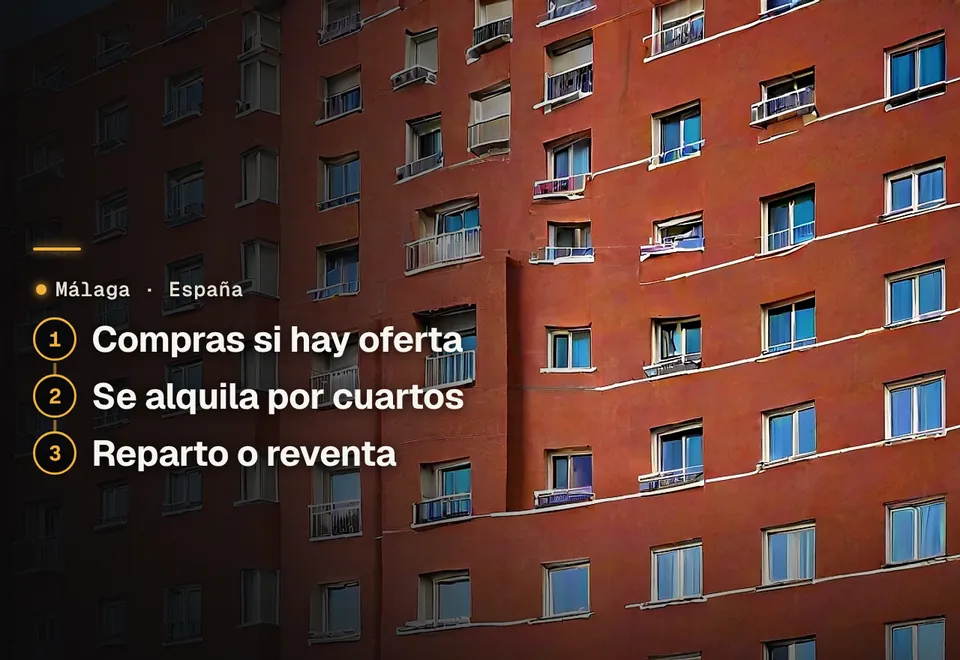 Málaga · España
1 Compras si hay oferta
2 Se alquila por cuartos
3 Reparto o reventa